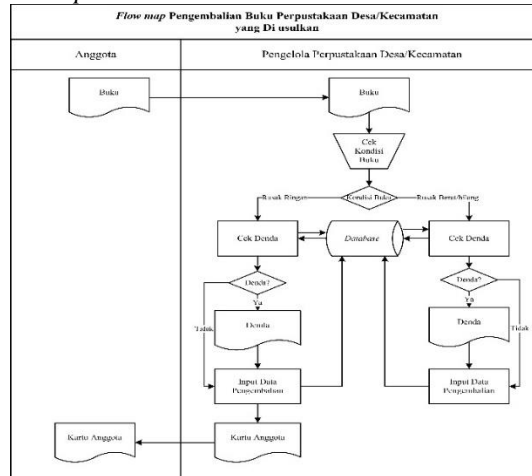 Flow map Pengembalian Buku Perpustakaan Desa/Kecamatan
yang Di usulkan
Anggota
Pengelola Perpustakaan Desa/Kecamatan
Buku
Buku
Cek
Kondisi
Buku
Rusak Ringan
Kondisi Buku
Rusak Berat/hilang
Cek Denda
Database
Cek Denda
Denda?
Denda?
Ya
Ya
Denda
Denda
Tidak
Tidak
Input Data
Pengembalian
Input Data
Pengembalian
Kartu Anggota
Kartu Anggota